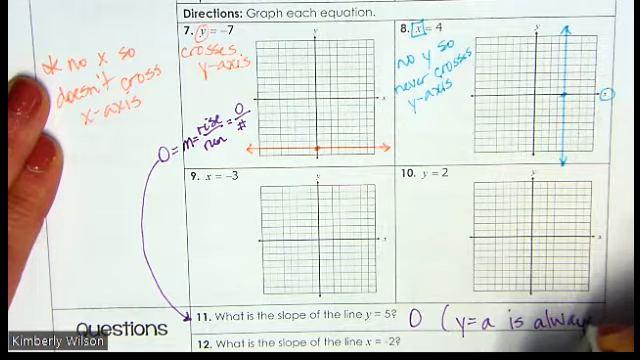 Directions: Graph each equation.
7. y = -7
crosses
y-axis
8. x = 4
no y so
never crosses
y-axis
* no x so
doesn't cross
x-axis
0 = m = rise/run = 0/#
9. x = -3
10. y = 2
11. What is the slope of the line y = 5?
0 (y=a is always
12. What is the slope of the line x = -2?
Questions
Kimberly Wilson